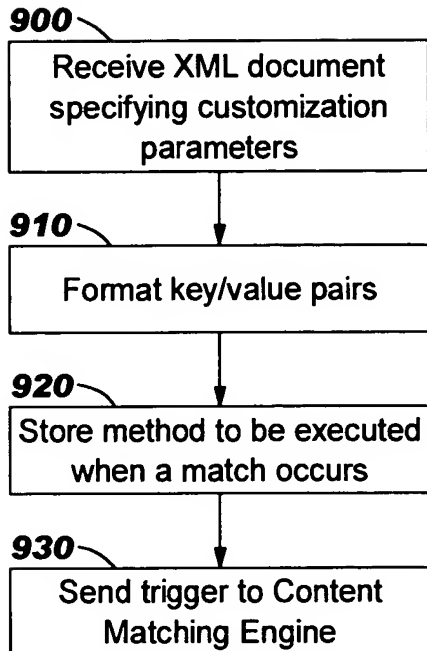 900
Receive XML document
specifying customization
parameters
910
Format key/value pairs
920
Store method to be executed
when a match occurs
930
Send trigger to Content
Matching Engine